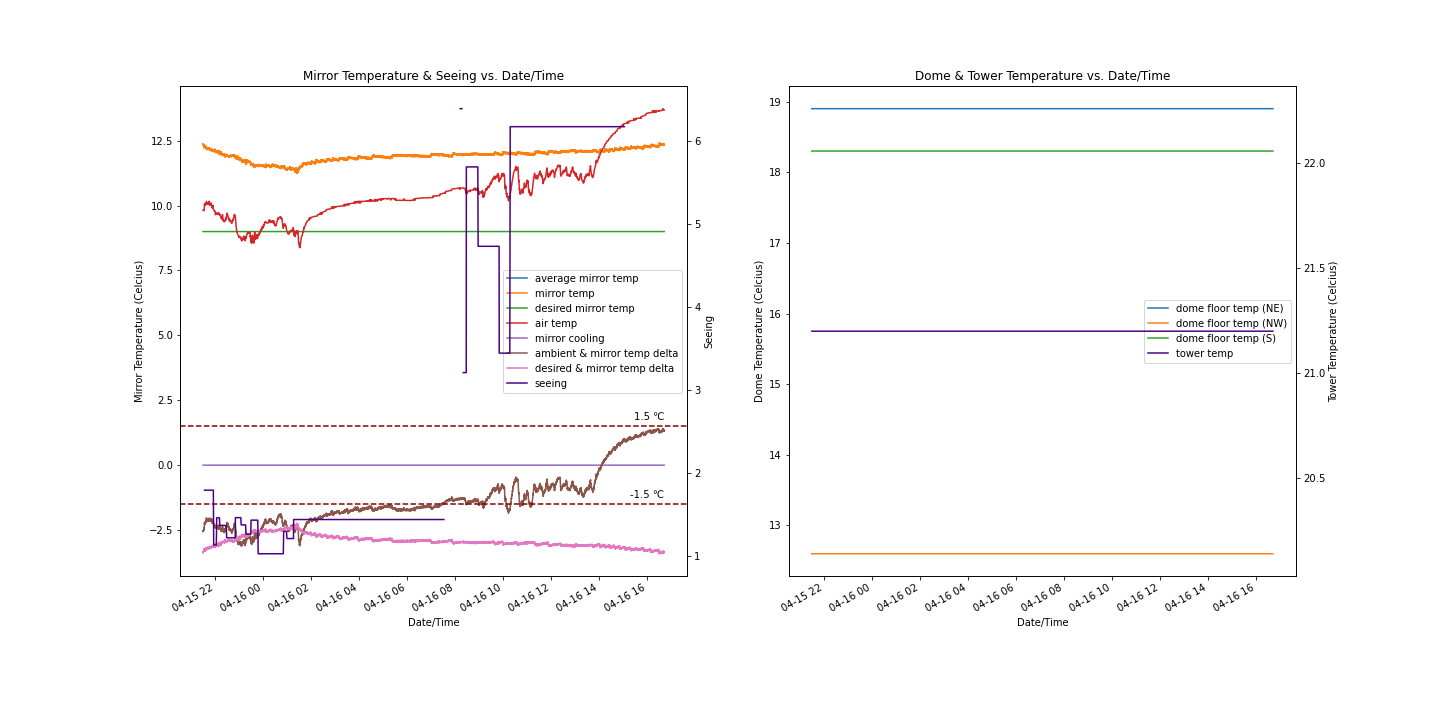 Mirror Temperature & Seeing vs. Date/Time
Mirror Temperature (Celcius)
12.5
10.0
7.5
5.0
2.5
0.0
−2.5
6
5
4
3
2
1
Seeing
average mirror temp
mirror temp
desired mirror temp
air temp
mirror cooling
ambient & mirror temp delta
desired & mirror temp delta
seeing
1.5 °C
-1.5 °C
04-15 22
04-16 00
04-16 02
04-16 04
04-16 06
04-16 08
04-16 10
04-16 12
04-16 14
04-16 16
Date/Time
Dome & Tower Temperature vs. Date/Time
Dome Temperature (Celcius)
19
18
17
16
15
14
13
22.0
21.5
21.0
20.5
Tower Temperature (Celcius)
dome floor temp (NE)
dome floor temp (NW)
dome floor temp (S)
tower temp
04-15 22
04-16 00
04-16 02
04-16 04
04-16 06
04-16 08
04-16 10
04-16 12
04-16 14
04-16 16
Date/Time